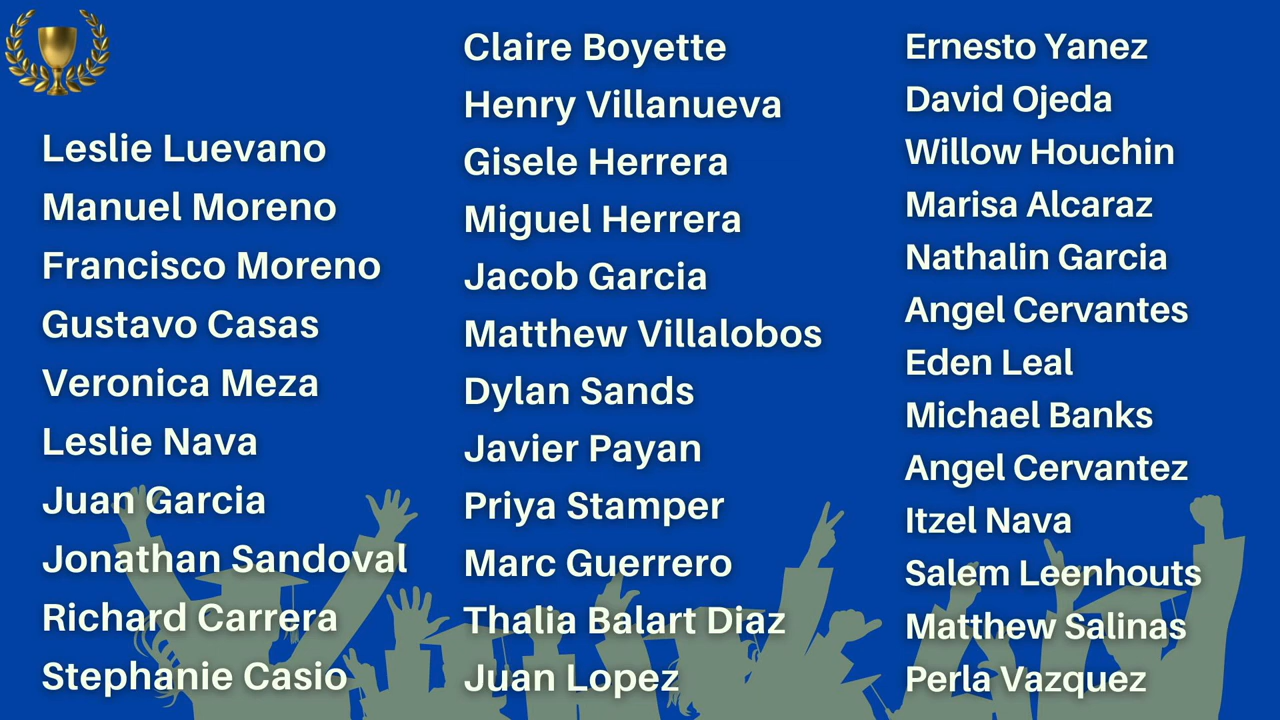 Leslie Luevano
Manuel Moreno
Francisco Moreno
Gustavo Casas
Veronica Meza
Leslie Nava
Juan Garcia
Jonathan Sandoval
Richard Carrera
Stephanie Casio
Claire Boyette
Henry Villanueva
Gisele Herrera
Miguel Herrera
Jacob Garcia
Matthew Villalobos
Dylan Sands
Javier Payan
Priya Stamper
Marc Guerrero
Thalia Balart Diaz
Juan Lopez
Ernesto Yanez
David Ojeda
Willow Houchin
Marisa Alcaraz
Nathalin Garcia
Angel Cervantes
Eden Leal
Michael Banks
Angel Cervantez
Itzel Nava
Salem Leenhouts
Matthew Salinas
Perla Vazquez